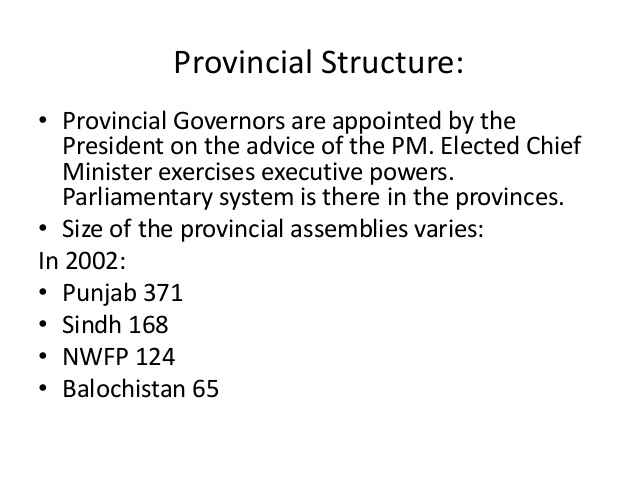 Provincial Structure:
• Provincial Governors are appointed by the
President on the advice of the PM. Elected Chief
Minister exercises executive powers.
Parliamentary system is there in the provinces.
• Size of the provincial assemblies varies:
In 2002:
• Punjab 371
• Sindh 168
• NWFP 124
• Balochistan 65